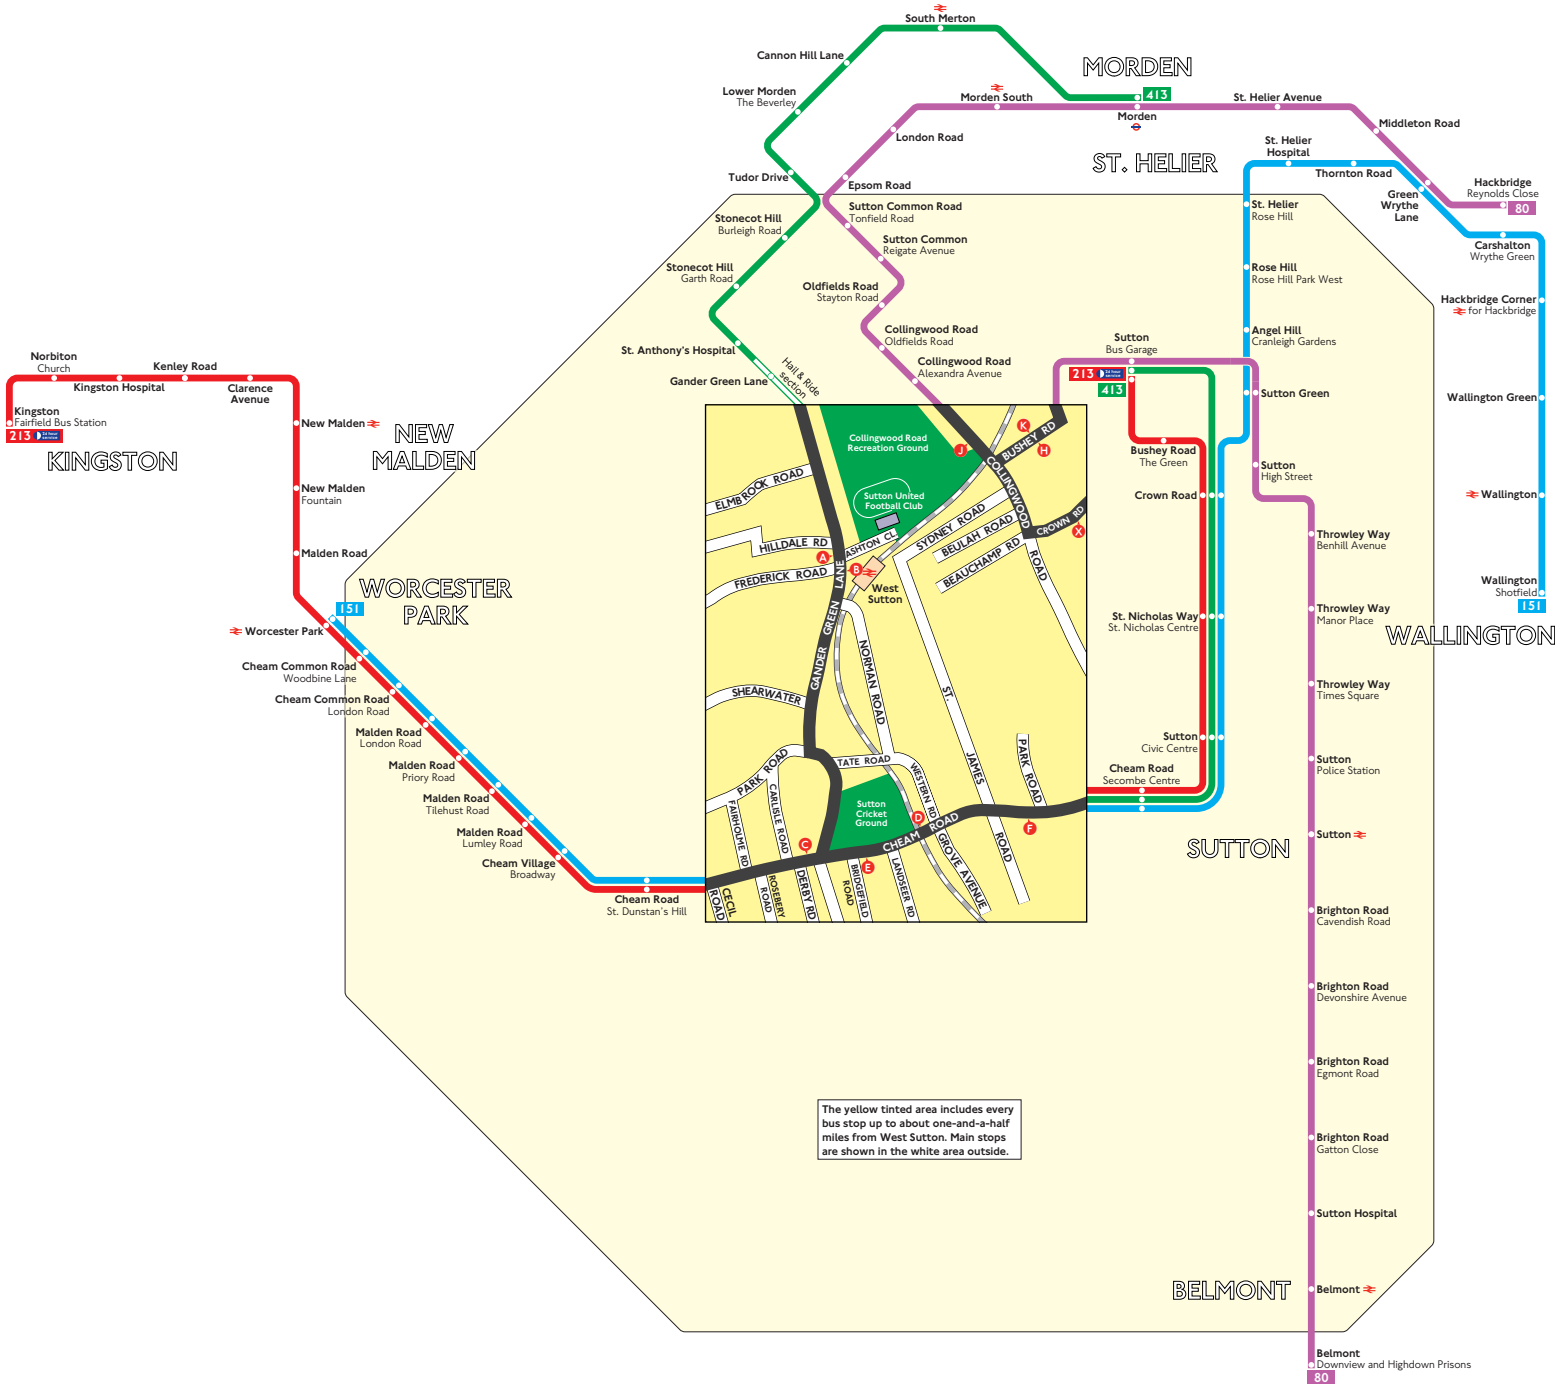 South Merton
Cannon Hill Lane
MORDEN
Lower Morden
The Beverley
413
Morden South
Morden
St. Helier Avenue
London Road
Middleton Road
St. Helier
Hospital
ST. HELIER
Thornton Road
Tudor Drive
Epsom Road
Green
Wrythe
Lane
Hackbridge
Reynolds Close
80
Stonecot Hill
Burleigh Road
Sutton Common Road
Tonfield Road
St. Helier
Rose Hill
Sutton Common
Reigate Avenue
Carshalton
Wrythe Green
Stonecot Hill
Garth Road
Oldfields Road
Stayton Road
Rose Hill
Rose Hill Park West
Hackbridge Corner
for Hackbridge
St. Anthony's Hospital
Collingwood Road
Oldfields Road
Angel Hill
Cranleigh Gardens
Sutton
Bus Garage
Norbiton
Church
Kenley Road
Kingston Hospital
Clarence
Avenue
Gander Green Lane
Hail & Ride
section
Collingwood Road
Alexandra Avenue
213
24 hour
service
413
Sutton Green
Wallington Green
Kingston
Fairfield Bus Station
213
24 hour
service
KINGSTON
New Malden
NEW
MALDEN
New Malden
Fountain
Malden Road
Bushey Road
The Green
Sutton
High Street
Crown Road
Wallington
Throwley Way
Benhill Avenue
Wallington
Shotfield
151
WALLINGTON
WORCESTER
PARK
151
Worcester Park
St. Nicholas Way
St. Nicholas Centre
Throwley Way
Manor Place
Cheam Common Road
Woodbine Lane
Cheam Common Road
London Road
Throwley Way
Times Square
Malden Road
London Road
Sutton
Civic Centre
Malden Road
Priory Road
Cheam Road
Secombe Centre
Sutton
Police Station
Malden Road
Tilehust Road
Malden Road
Lumley Road
SUTTON
Sutton
Cheam Village
Broadway
Cheam Road
St. Dunstan's Hill
Brighton Road
Cavendish Road
Brighton Road
Devonshire Avenue
Brighton Road
Egmont Road
Brighton Road
Gatton Close
Sutton Hospital
BELMONT
Belmont
Belmont
Downview and Highdown Prisons
80
Collingwood Road
Recreation Ground
K
J
H
BUSHEY RD
COLLINGWOOD
ROAD
ELMBROOK ROAD
Sutton United
Football Club
SYDNEY ROAD
BEULAH ROAD
BEAUCHAMP RD
CROWN RD
X
HILLDALE RD
ASHTON CL
A
B
FREDERICK ROAD
West
Sutton
GANDER GREEN LANE
NORMAN ROAD
SHEARWATER
ST. JAMES ROAD
PARK ROAD
TATE ROAD
PARK ROAD
WESTERN RD
Sutton
Cricket
Ground
CARLISLE ROAD
FAIRHOLME RD
D
CHEAM ROAD
F
C
E
GROVE AVENUE
CECIL
ROAD
ROSEBERY
ROAD
DERBY RD
BRIDGEFIELD
ROAD
LANDSEER RD
The yellow tinted area includes every
bus stop up to about one-and-a-half
miles from West Sutton. Main stops
are shown in the white area outside.